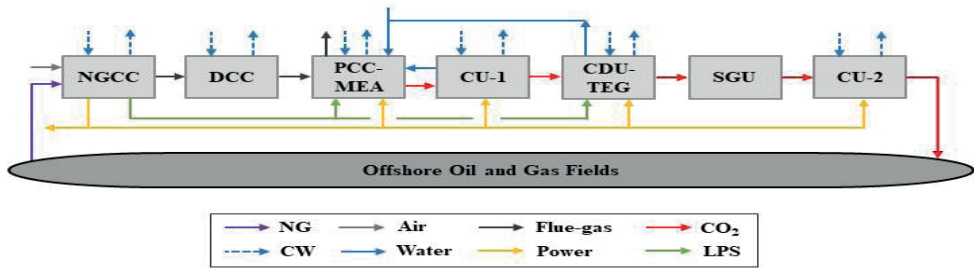 NGCC
DCC
PCC-
MEA
CU-1
CDU-
TEG
SGU
CU-2
Offshore Oil and Gas Fields
NG
Air
Flue-gas
CO₂
CW
Water
Power
LPS